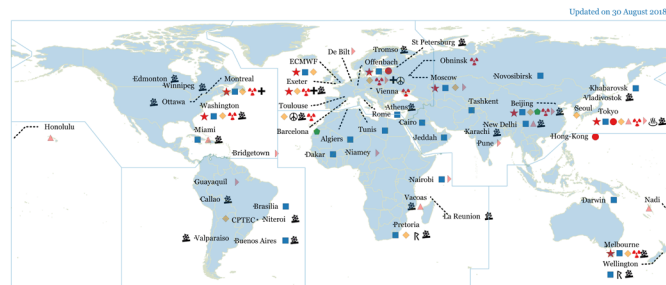 Updated on 30 August 2018
St Petersburg
Tromso
De Bilt
ECMWF
Offenbach
Obninsk
Exeter
Moscow
Vienna
Toulouse
Athens
Rome
Barcelona
Edmonton
Winnipeg
Montreal
Ottawa
Washington
Miami
Honolulu
Bridgetown
Novosibirsk
Khabarovsk
Vladivostok
Tashkent
Beijing
Seoul
Tokyo
New Delhi
Karachi
Pune
Hong-Kong
Cairo
Tunis
Algiers
Jeddah
Dakar
Niamey
Guayaquil
Callao
Brasilia
CPTEC
Niteroi
Valparaiso
Buenos Aires
Nairobi
Vacoas
La Reunion
Pretoria
R
Darwin
Nadi
Melbourne
Wellington
R